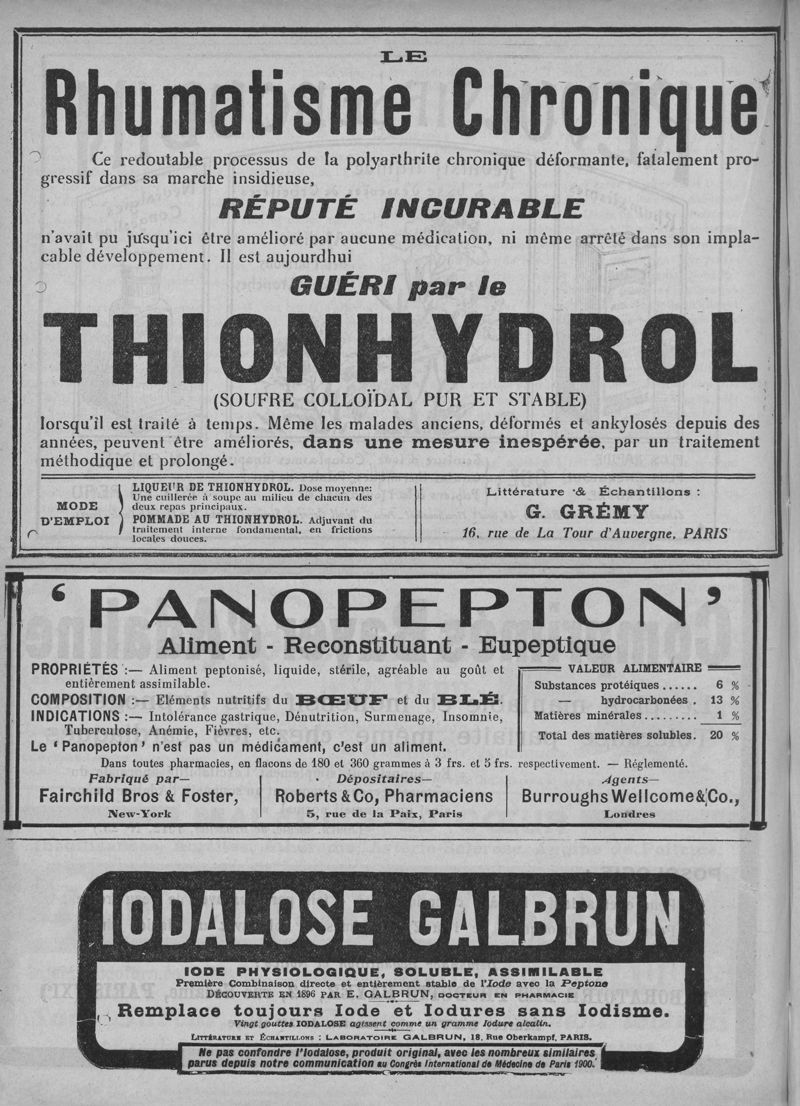 LE
Rhumatisme Chronique
Ce redoutable processus de la polyarthrite chronique déformante, fatalement pro-
gressif dans sa marche insidieuse,
RÉPUTÉ INCURABLE
n'avait pu jusqu'ici être amélioré par aucune médication, ni même arrêté dans son impla-
cable développement. Il est aujourdhui
GUÉRI par le
THIONHYDROL
(SOUFRE COLLOÏDAL PUR ET STABLE)
lorsqu'il est traité à temps. Même les malades anciens, déformés et ankylosés depuis des
années, peuvent être améliorés, dans une mesure inespérée, par un traitement
méthodique et prolongé.
MODE
D'EMPLOI
LIQUEUR DE THIONHYDROL. Dose moyenne:
Une cuillerée à soupe au milieu de chacun des
deux repas principaux.
POMMADE AU THIONHYDROL. Adjuvant du
traitement interne fondamental, en frictions
locales douces.
Littérature & Échantillons :
G. GRÉMY
16, rue de La Tour d'Auvergne, PARIS
‘PANOPEPTON’
Aliment - Reconstituant - Eupeptique
PROPRIÉTÉS :— Aliment peptonisé, liquide, stérile, agréable au goût et
entièrement assimilable.
COMPOSITION :— Eléments nutritifs du BŒUF et du BLÉ.
INDICATIONS :— Intolérance gastrique, Dénutrition, Surmenage, Insomnie,
Tuberculose, Anémie, Fièvres, etc.
Le ‘Panopepton’ n'est pas un médicament, c'est un aliment.
VALEUR ALIMENTAIRE
Substances protéiques ...... 6 %
— hydrocarbonées . 13 %
Matières minérales ......... 1 %
Total des matières solubles. 20 %
Dans toutes pharmacies, en flacons de 180 et 360 grammes à 3 frs. et 5 frs. respectivement. — Réglementé.
Fabriqué par—
Fairchild Bros & Foster,
New-York
Dépositaires—
Roberts & Co, Pharmaciens
5, rue de la Paix, Paris
Agents—
Burroughs Wellcome & Co.,
Londres
IODALOSE GALBRUN
IODE PHYSIOLOGIQUE, SOLUBLE, ASSIMILABLE
Première Combinaison directe et entièrement stable de l'Iode avec la Peptone
DÉCOUVERTE EN 1896 PAR E. GALBRUN, DOCTEUR EN PHARMACIE
Remplace toujours Iode et Iodures sans Iodisme.
Vingt gouttes IODALOSE agissent comme un gramme Iodure alcalin.
LITTÉRATURE ET ÉCHANTILLONS : LABORATOIRE GALBRUN, 18, Rue Oberkampf, PARIS.
Ne pas confondre l'Iodalose, produit original, avec les nombreux similaires
parus depuis notre communication au Congrès International de Médecine de Paris 1900.